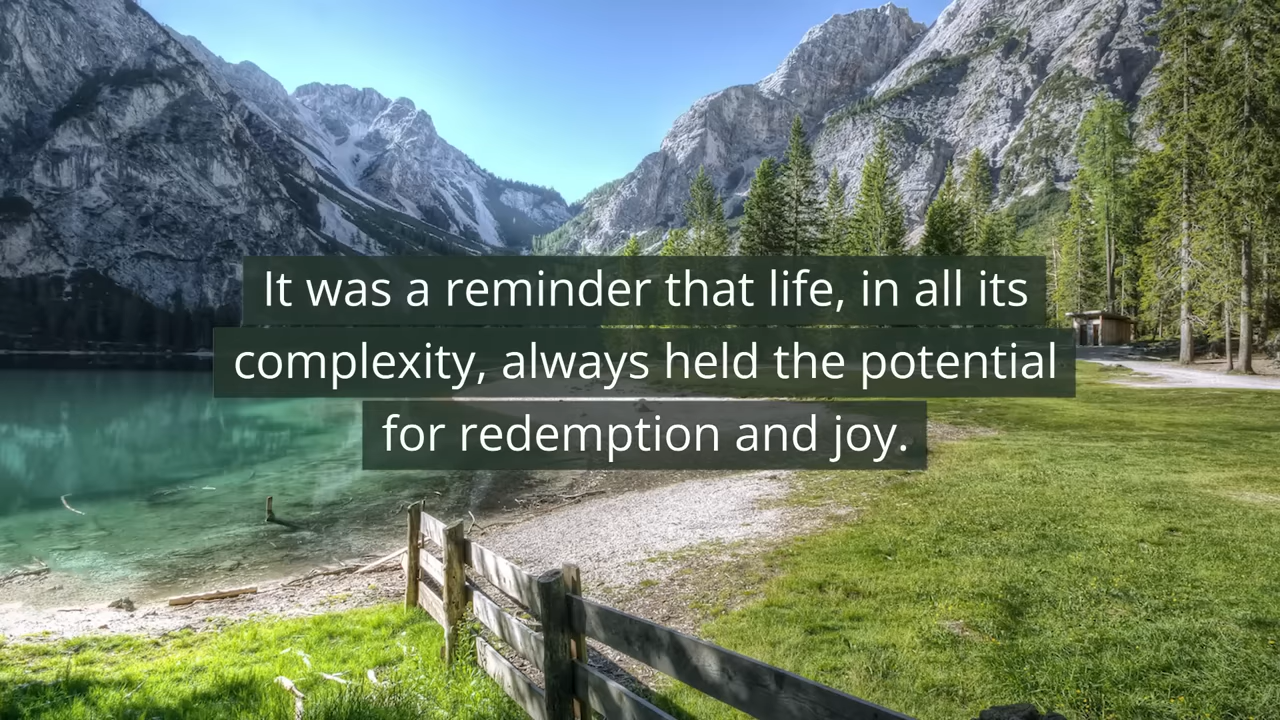 It was a reminder that life, in all its
complexity, always held the potential
for redemption and joy.